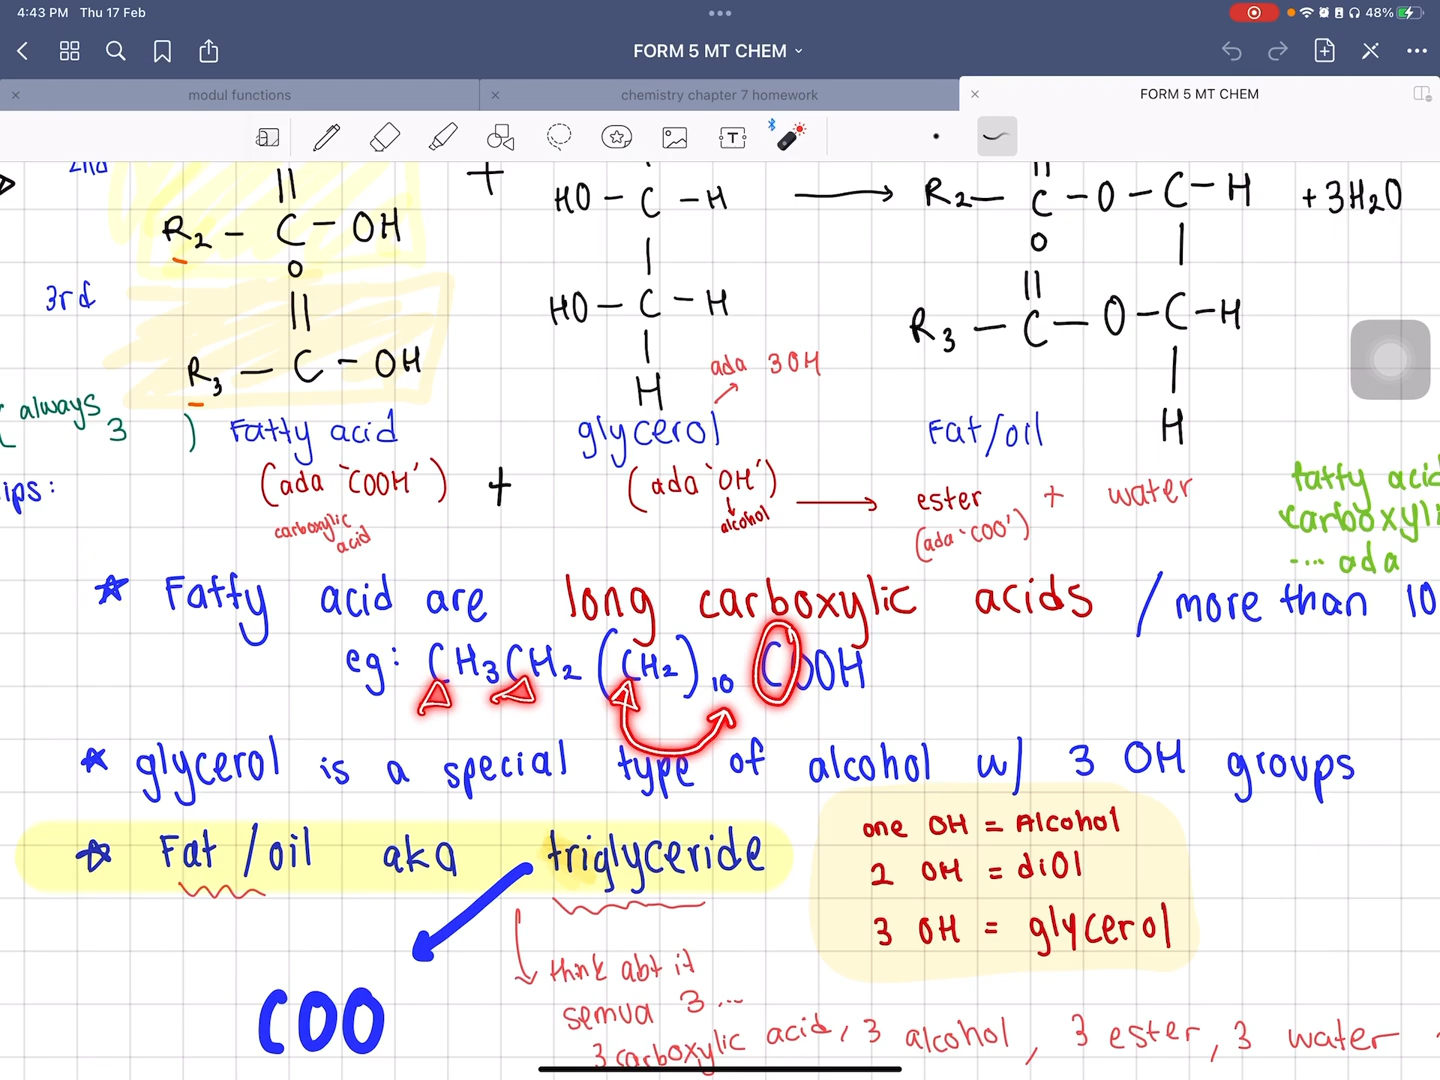 4:43 PM Thu 17 Feb
48%
FORM 5 MT CHEM
modul functions
chemistry chapter 7 homework
FORM 5 MT CHEM
2nd
R2 - C - OH
+
HO - C - H
R2 - C - O - C - H + 3H2O
O
O
3rd
HO - C - H
R3 - C - O - C - H
R3 - C - OH
H
ada 3OH
H
( always 3 )
Fatty acid
glycerol
Fat/oil
ips:
(ada 'COOH')
+
(ada 'OH')
ester + water
carboxylic acid
alcohol
(ada 'COO')
fatty acid
carboxyli
.... ada
Fatty acid are long carboxylic acids / more than 10
eg: CH3CH2(CH2)10 COOH
glycerol is a special type of alcohol w/ 3 OH groups
Fat/oil aka triglyceride
one OH = Alcohol
2 OH = diOl
3 OH = glycerol
COO
think abt it
semua 3 ...
3 carboxylic acid, 3 alcohol, 3 ester, 3 water